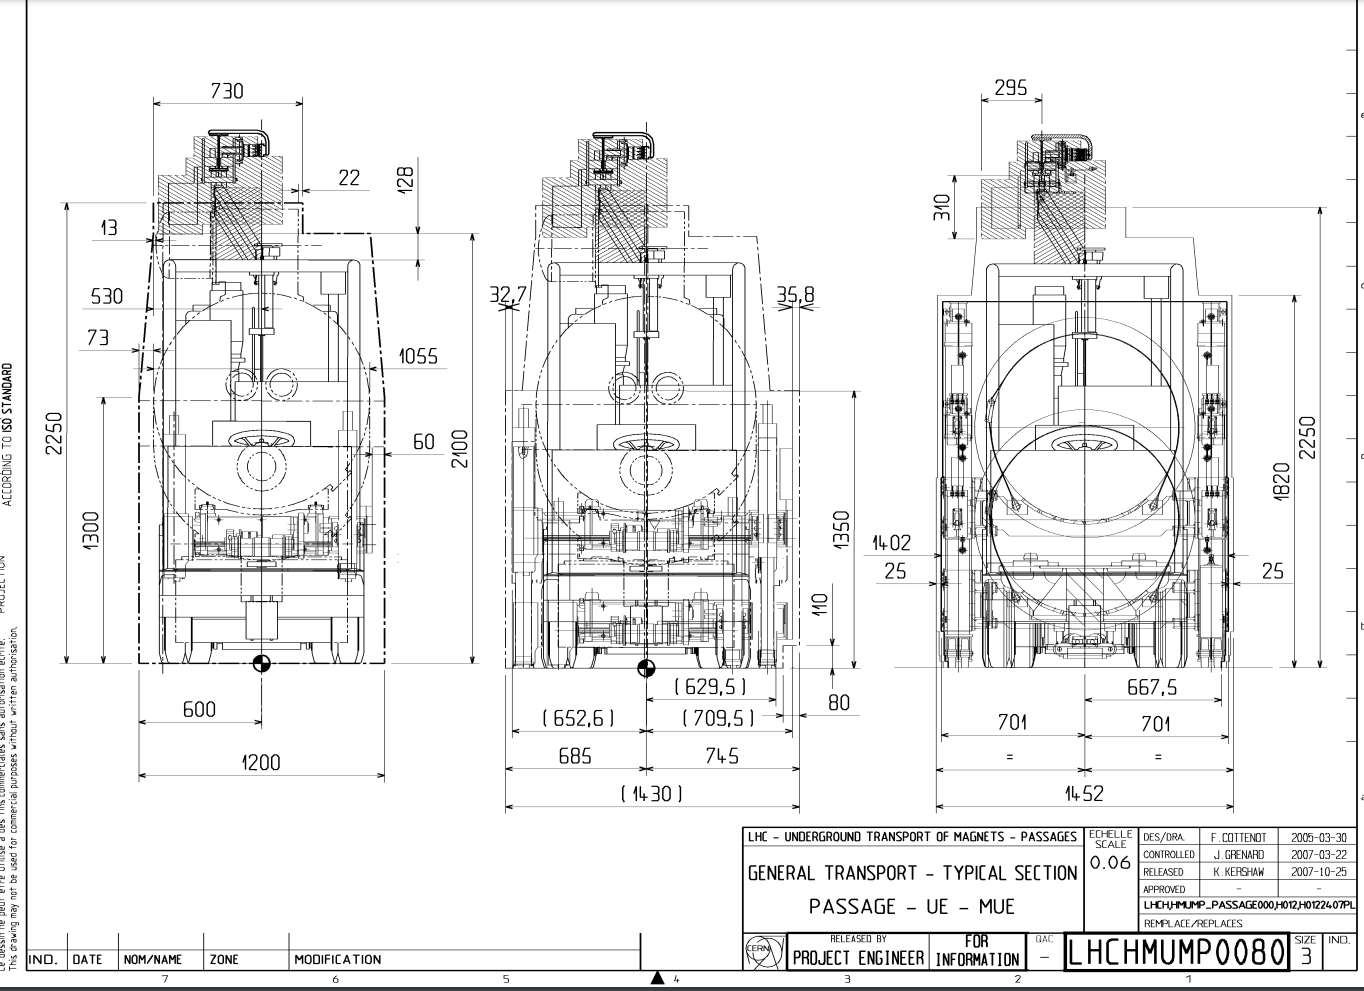 730
22
128
13
530
73
1055
2250
60
2100
1300
600
1200
32,7
35,8
1350
110
(629,5)
80
(652,6)
(709,5)
685
745
(1430)
295
310
2250
1820
1402
25
25
667,5
701
701
=
=
1452
ACCORDING TO ISO STANDARD
PROJECTION
This drawing may not be used for commercial purposes without written authorisation.
LHC - UNDERGROUND TRANSPORT OF MAGNETS - PASSAGES
GENERAL TRANSPORT - TYPICAL SECTION
PASSAGE - UE - MUE
ECHELLE
SCALE
0.06
DES/DRA. F.COTTENOT 2005-03-30
CONTROLLED J.GRENARD 2007-03-22
RELEASED K.KERSHAW 2007-10-25
APPROVED - -
LHCH,HMUMP_PASSAGE000,H012,H0122407PL
REMPLACE/REPLACES
CERN
RELEASED BY
PROJECT ENGINEER
FOR
INFORMATION
QAC
-
LHCHMUMP0080
SIZE
3
IND.
IND. DATE NOM/NAME ZONE MODIFICATION
7 6 5 4 3 2 1